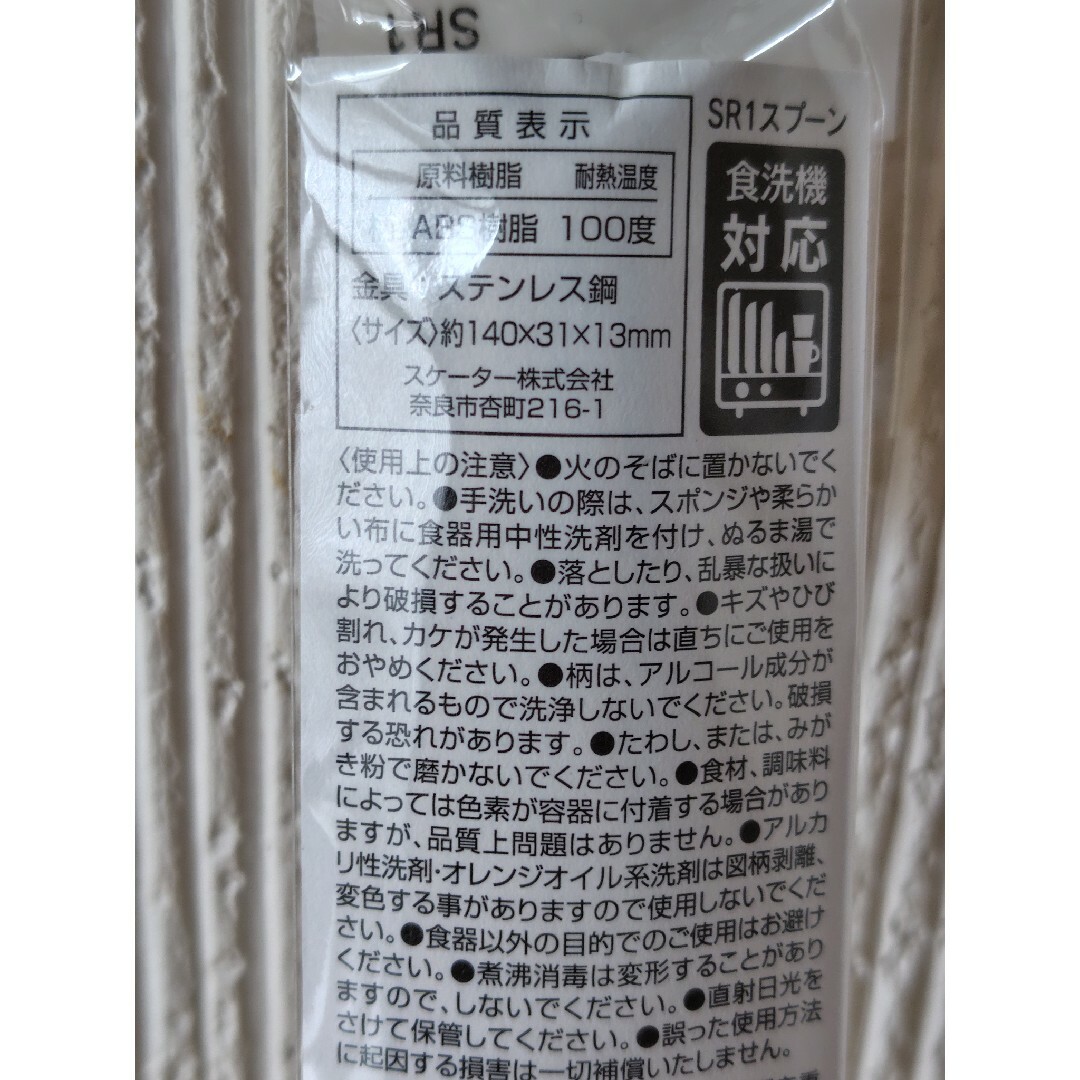 SR1
品質表示
原料樹脂 耐熱温度
ABS樹脂 100度
金具 ステンレス鋼
〈サイズ〉約140×31×13mm
スケーター株式会社
奈良市杏町216-1
SR1スプーン
食洗機
対応
〈使用上の注意〉●火のそばに置かないでく
ださい。●手洗いの際は、スポンジや柔らか
い布に食器用中性洗剤を付け、ぬるま湯で
洗ってください。●落としたり、乱暴な扱いに
より破損することがあります。●キズやひび
割れ、カケが発生した場合は直ちにご使用を
おやめください。●柄は、アルコール成分が
含まれるもので洗浄しないでください。破損
する恐れがあります。●たわし、または、みが
き粉で磨かないでください。●食材、調味料
によっては色素が容器に付着する場合があり
ますが、品質上問題はありません。●アルカ
リ性洗剤・オレンジオイル系洗剤は図柄剥離、
変色する事がありますので使用しないでくだ
さい。●食器以外の目的でのご使用はお避け
ください。●煮沸消毒は変形することがあり
ますので、しないでください。●直射日光を
さけて保管してください。●誤った使用方法
に起因する損害は一切補償いたしません。